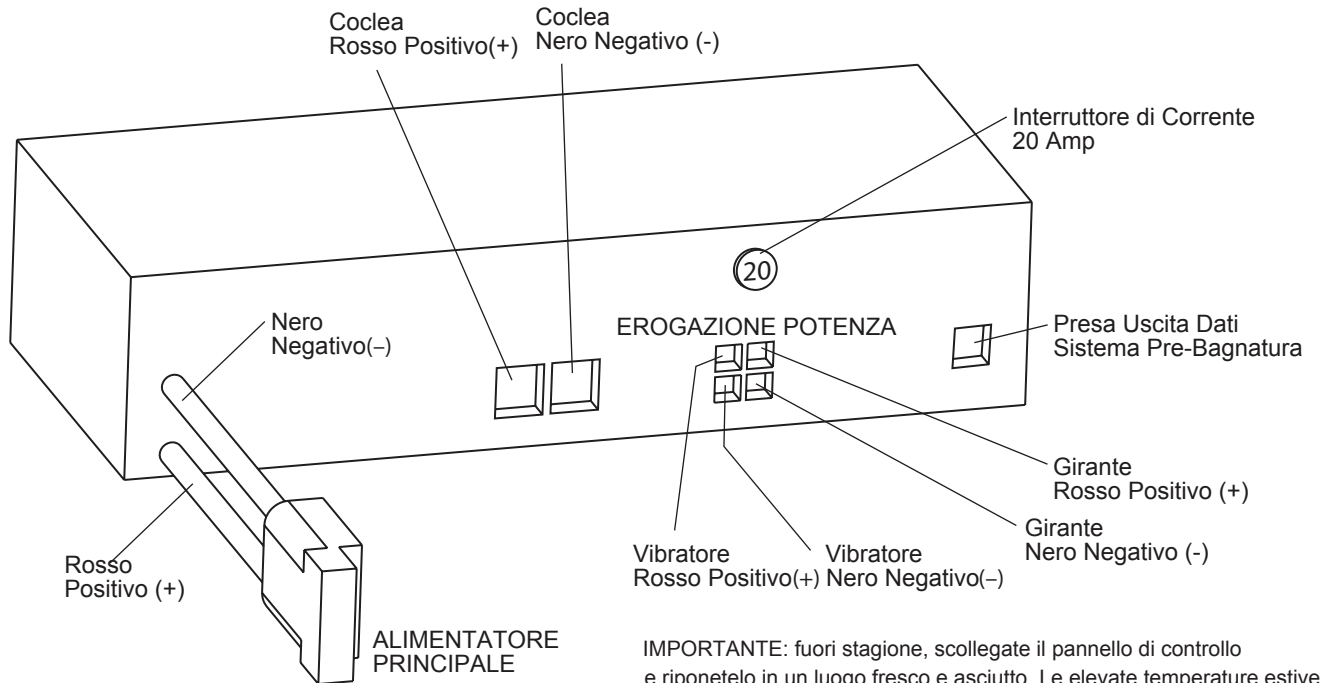 Coclea
Rosso Positivo(+)
Coclea
Nero Negativo (-)
Interruttore di Corrente
20 Amp
20
EROGAZIONE POTENZA
Nero
Negativo(–)
Presa Uscita Dati
Sistema Pre-Bagnatura
Girante
Rosso Positivo (+)
Girante
Nero Negativo (-)
Vibratore
Rosso Positivo(+)
Vibratore
Nero Negativo(–)
Rosso
Positivo (+)
ALIMENTATORE
PRINCIPALE
IMPORTANTE: fuori stagione, scollegate il pannello di controllo
e riponetelo in un luogo fresco e asciutto. Le elevate temperature estive